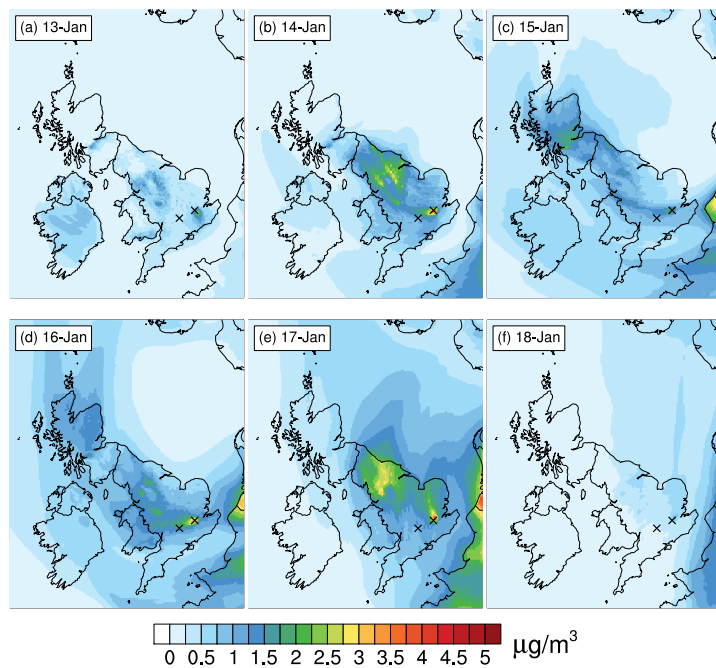 (a) 13-Jan
(b) 14-Jan
(c) 15-Jan
(d) 16-Jan
(e) 17-Jan
(f) 18-Jan
0 0.5 1 1.5 2 2.5 3 3.5 4 4.5 5 μg/m³